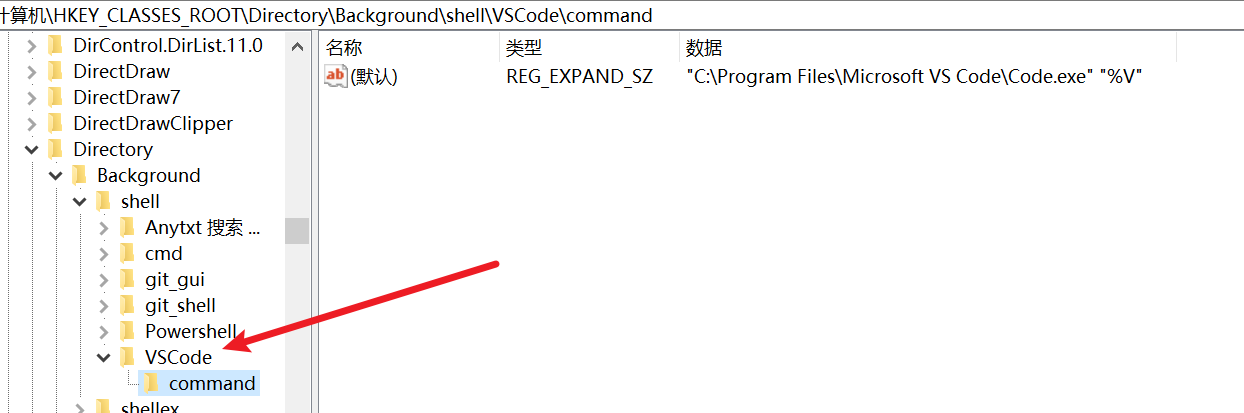 计算机\HKEY_CLASSES_ROOT\Directory\Background\shell\VSCode\command
DirControl.DirList.11.0
DirectDraw
DirectDraw7
DirectDrawClipper
Directory
Background
shell
Anytxt 搜索 ...
cmd
git_gui
git_shell
Powershell
VSCode
command
shellex
名称 类型 数据
ab (默认) REG_EXPAND_SZ "C:\Program Files\Microsoft VS Code\Code.exe" "%V"